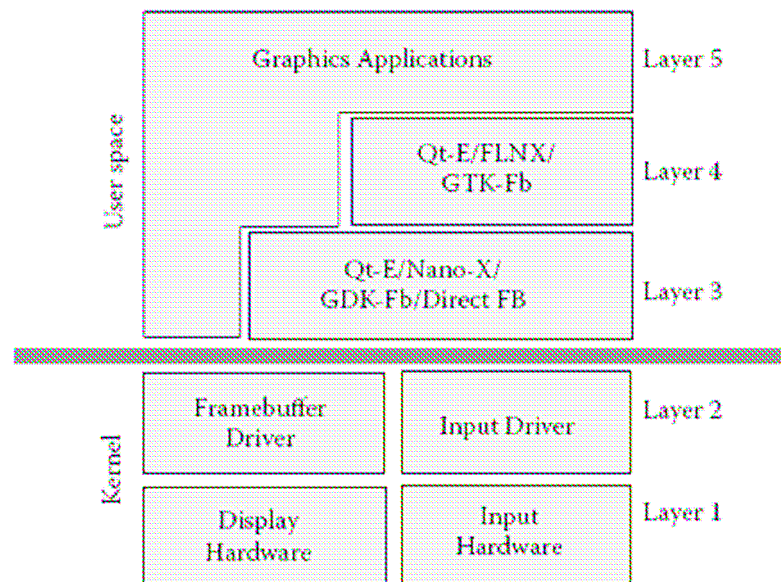 Graphics Applications
Layer 5
Qt-E/FLNX/
GTK-Fb
Layer 4
User space
Qt-E/Nano-X/
GDK-Fb/Direct FB
Layer 3
Framebuffer
Driver
Input Driver
Layer 2
Kernel
Display
Hardware
Input
Hardware
Layer 1